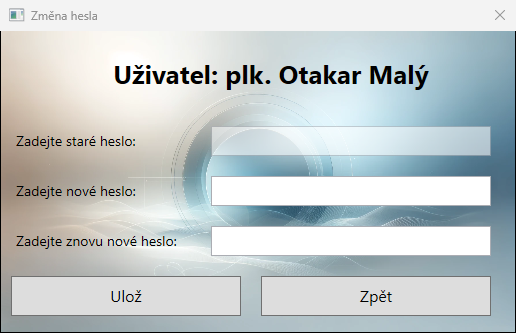 Změna hesla
Uživatel: plk. Otakar Malý
Zadejte staré heslo:
Zadejte nové heslo:
Zadejte znovu nové heslo:
Ulož
Zpět